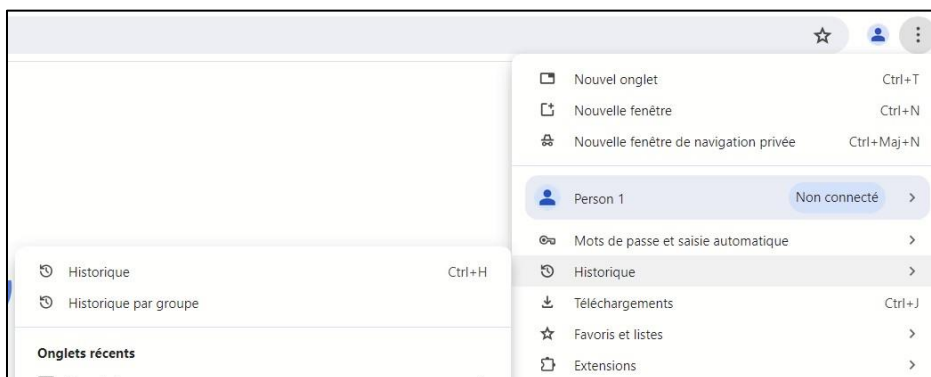 Nouvel onglet Ctrl+T
Nouvelle fenêtre Ctrl+N
Nouvelle fenêtre de navigation privée Ctrl+Maj+N
Person 1 Non connecté
Mots de passe et saisie automatique
Historique
Téléchargements Ctrl+J
Favoris et listes
Extensions
Historique Ctrl+H
Historique par groupe
Onglets récents